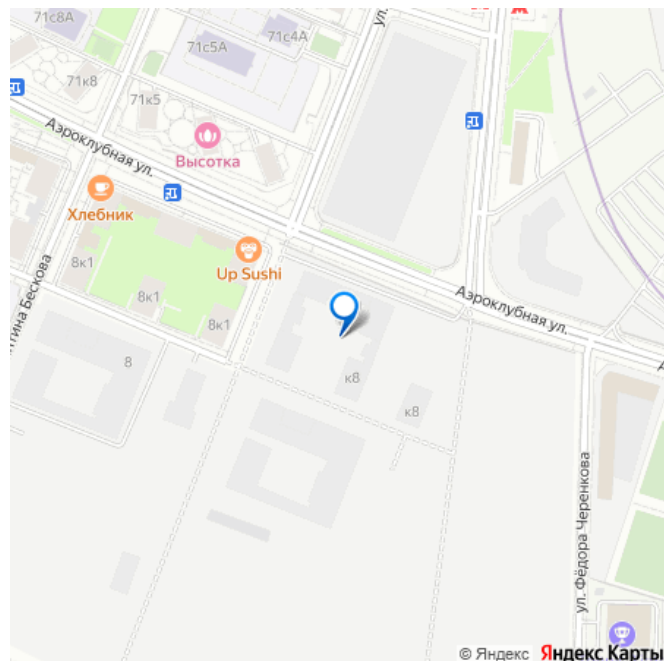 71с8А
71с4А
ул.
71с5А
71к8
71к5
Аэроклубная ул.
Высотка
Хлебник
Up Sushi
8к1
8к1
8к1
Аэроклубная ул.
8
к8
к8
ул. Фёдора Черенкова
© Яндекс Яндекс Карты